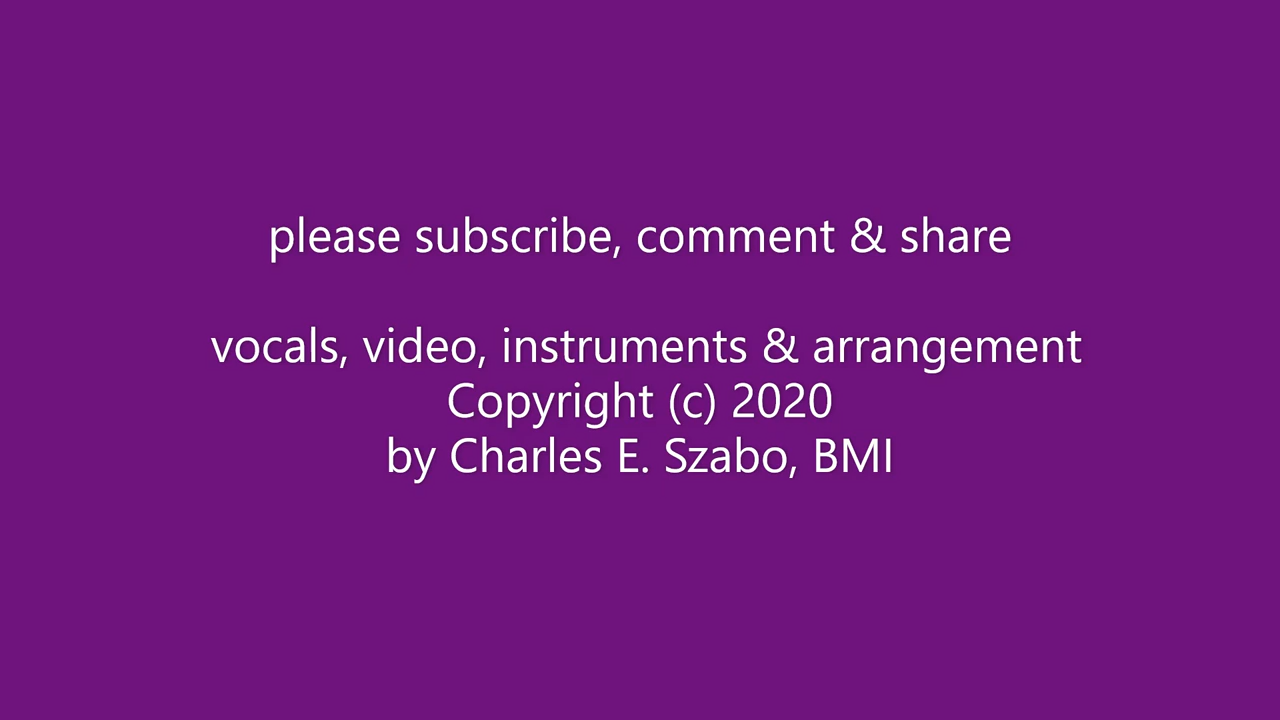 please subscribe, comment & share
vocals, video, instruments & arrangement
Copyright (c) 2020
by Charles E. Szabo, BMI